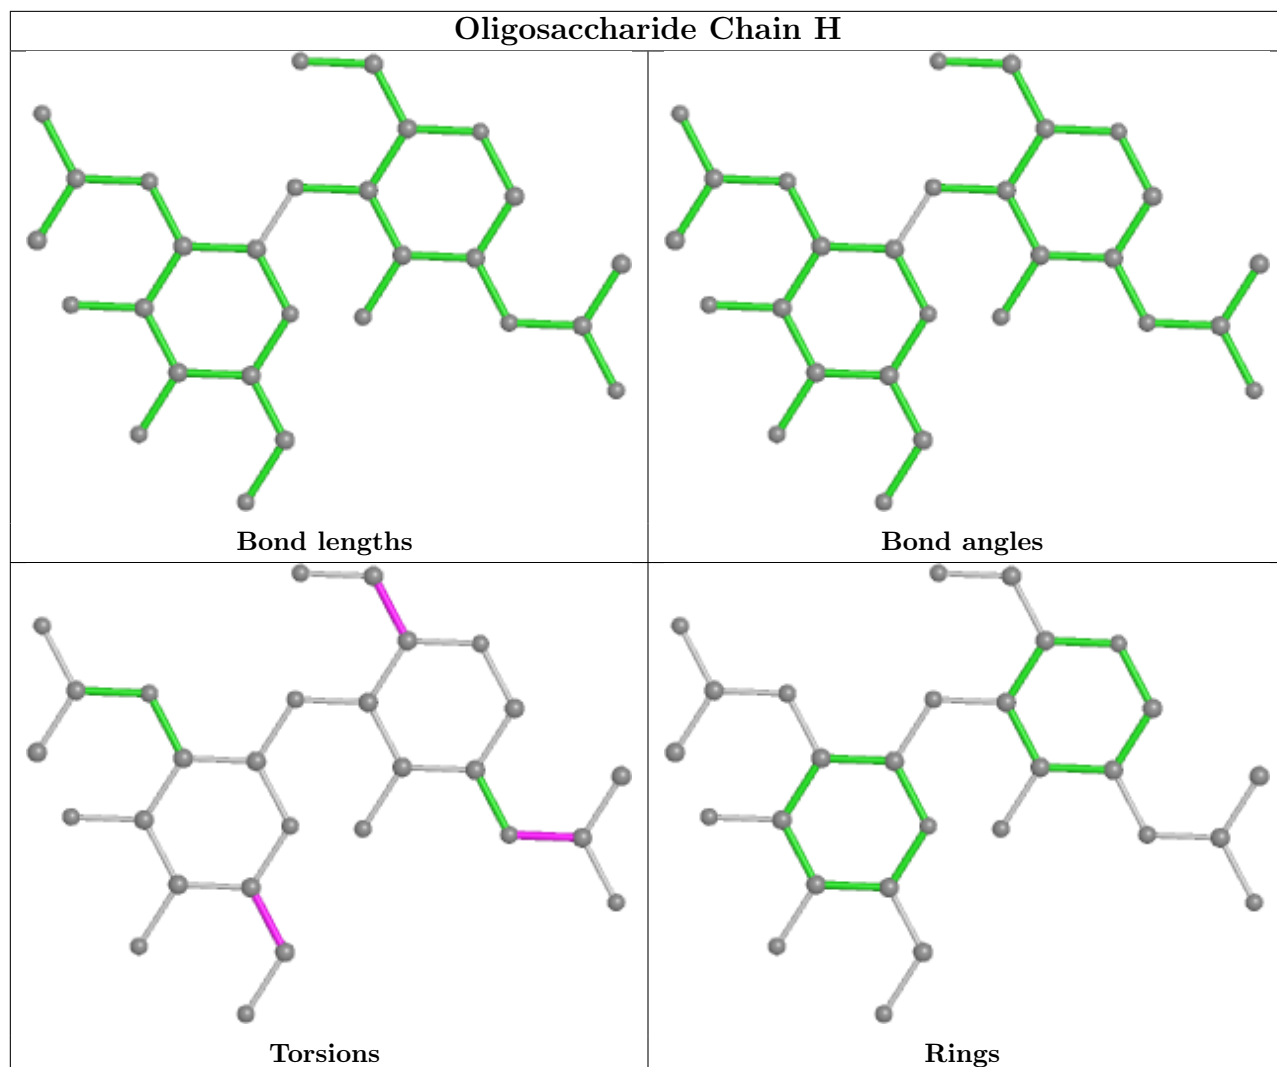 Oligosaccharide Chain H
Bond lengths
Bond angles
Torsions
Rings